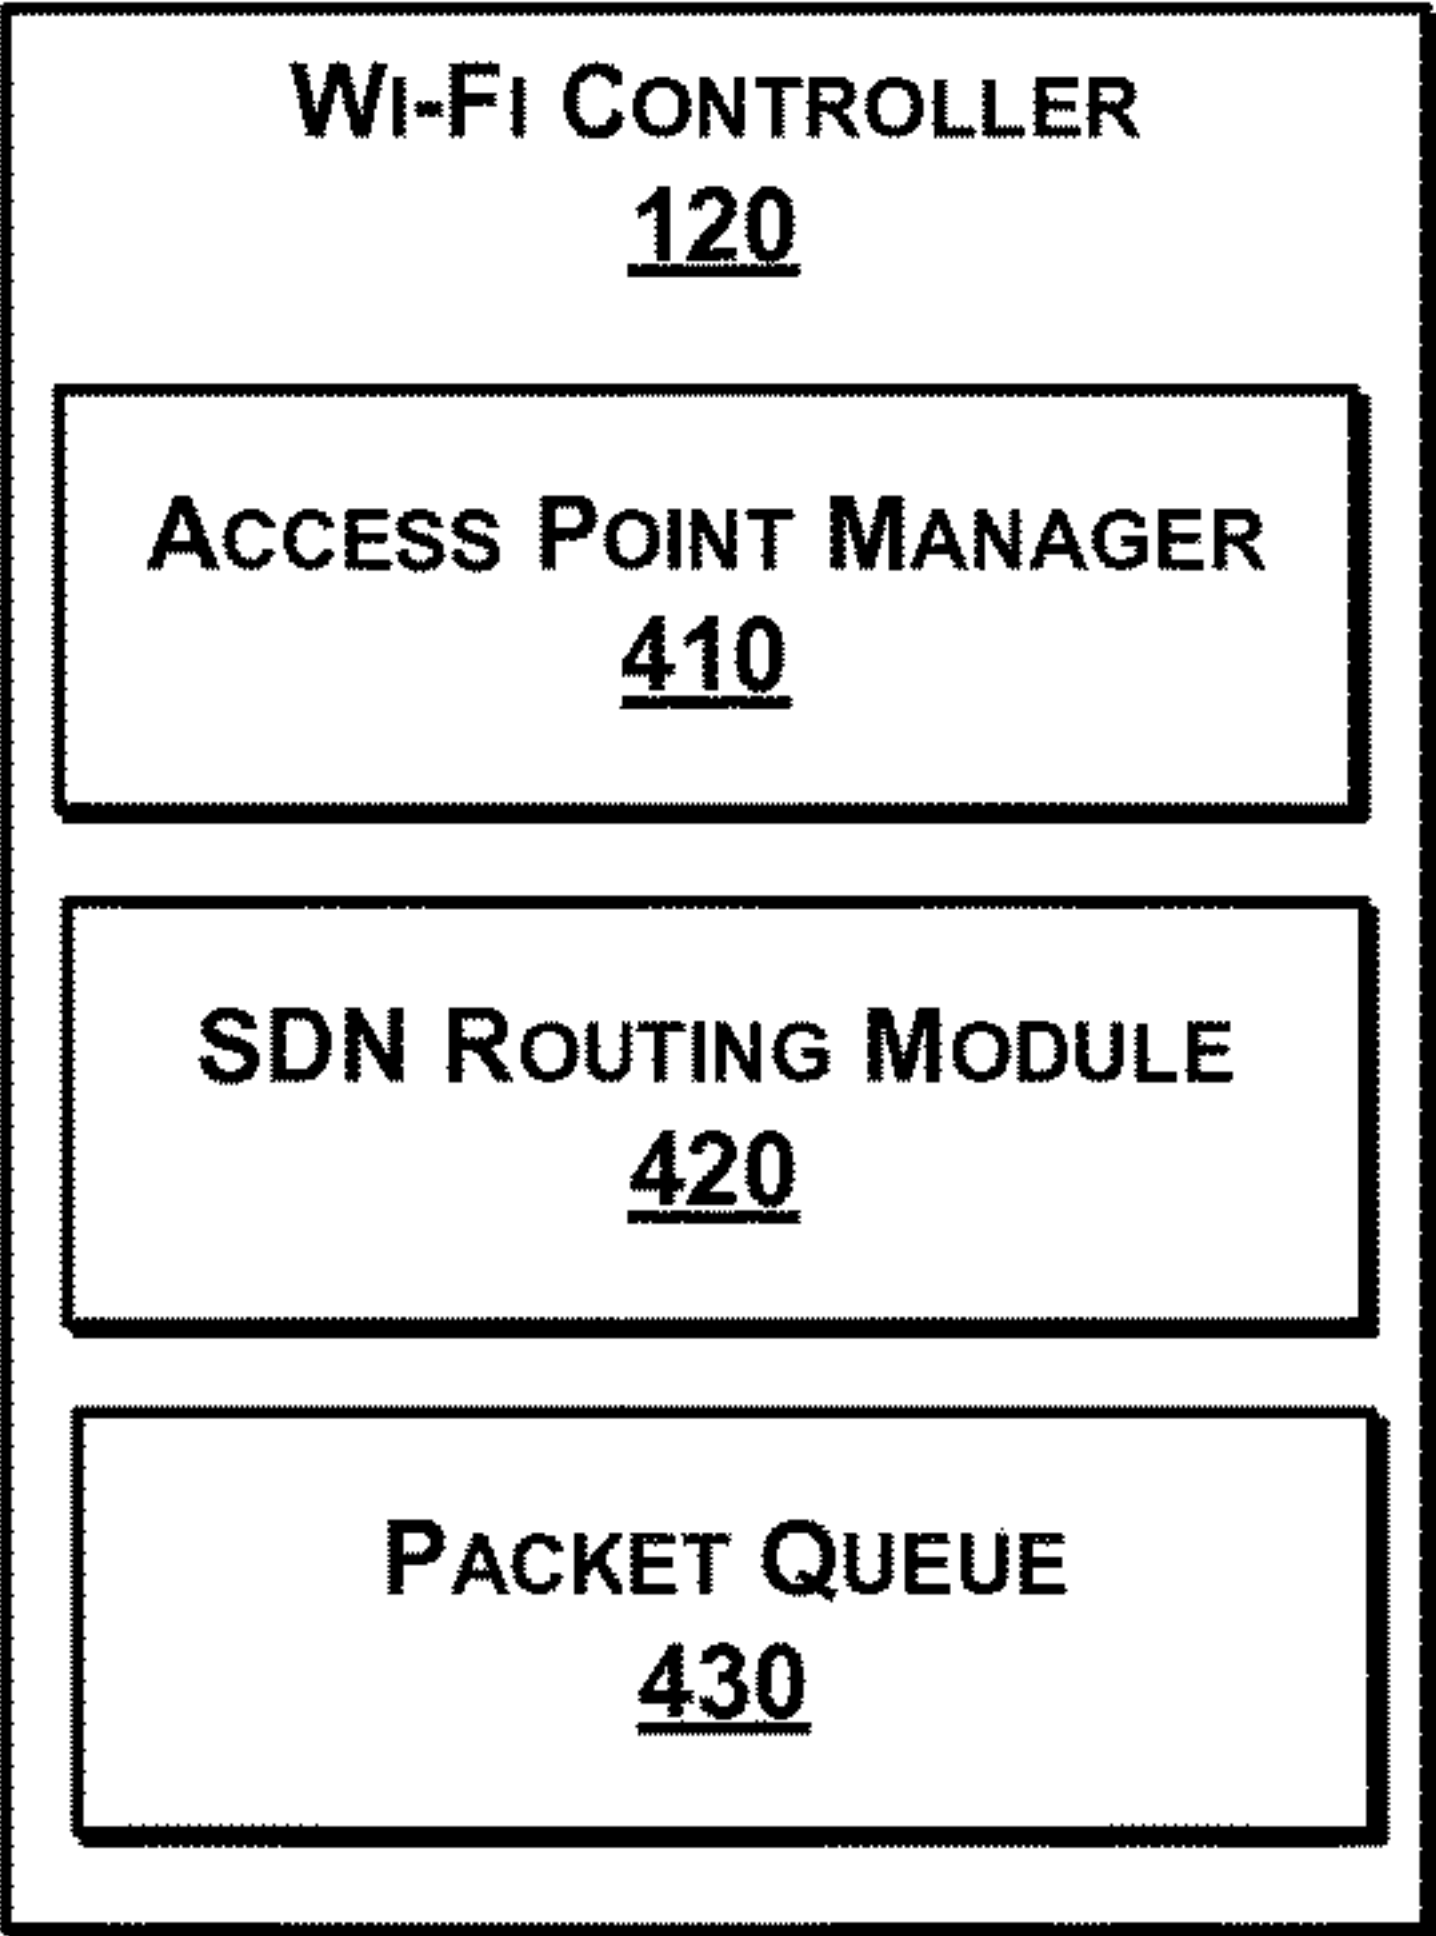 Wi-Fi Controller
120
Access Point Manager
410
SDN Routing Module
420
Packet Queue
430